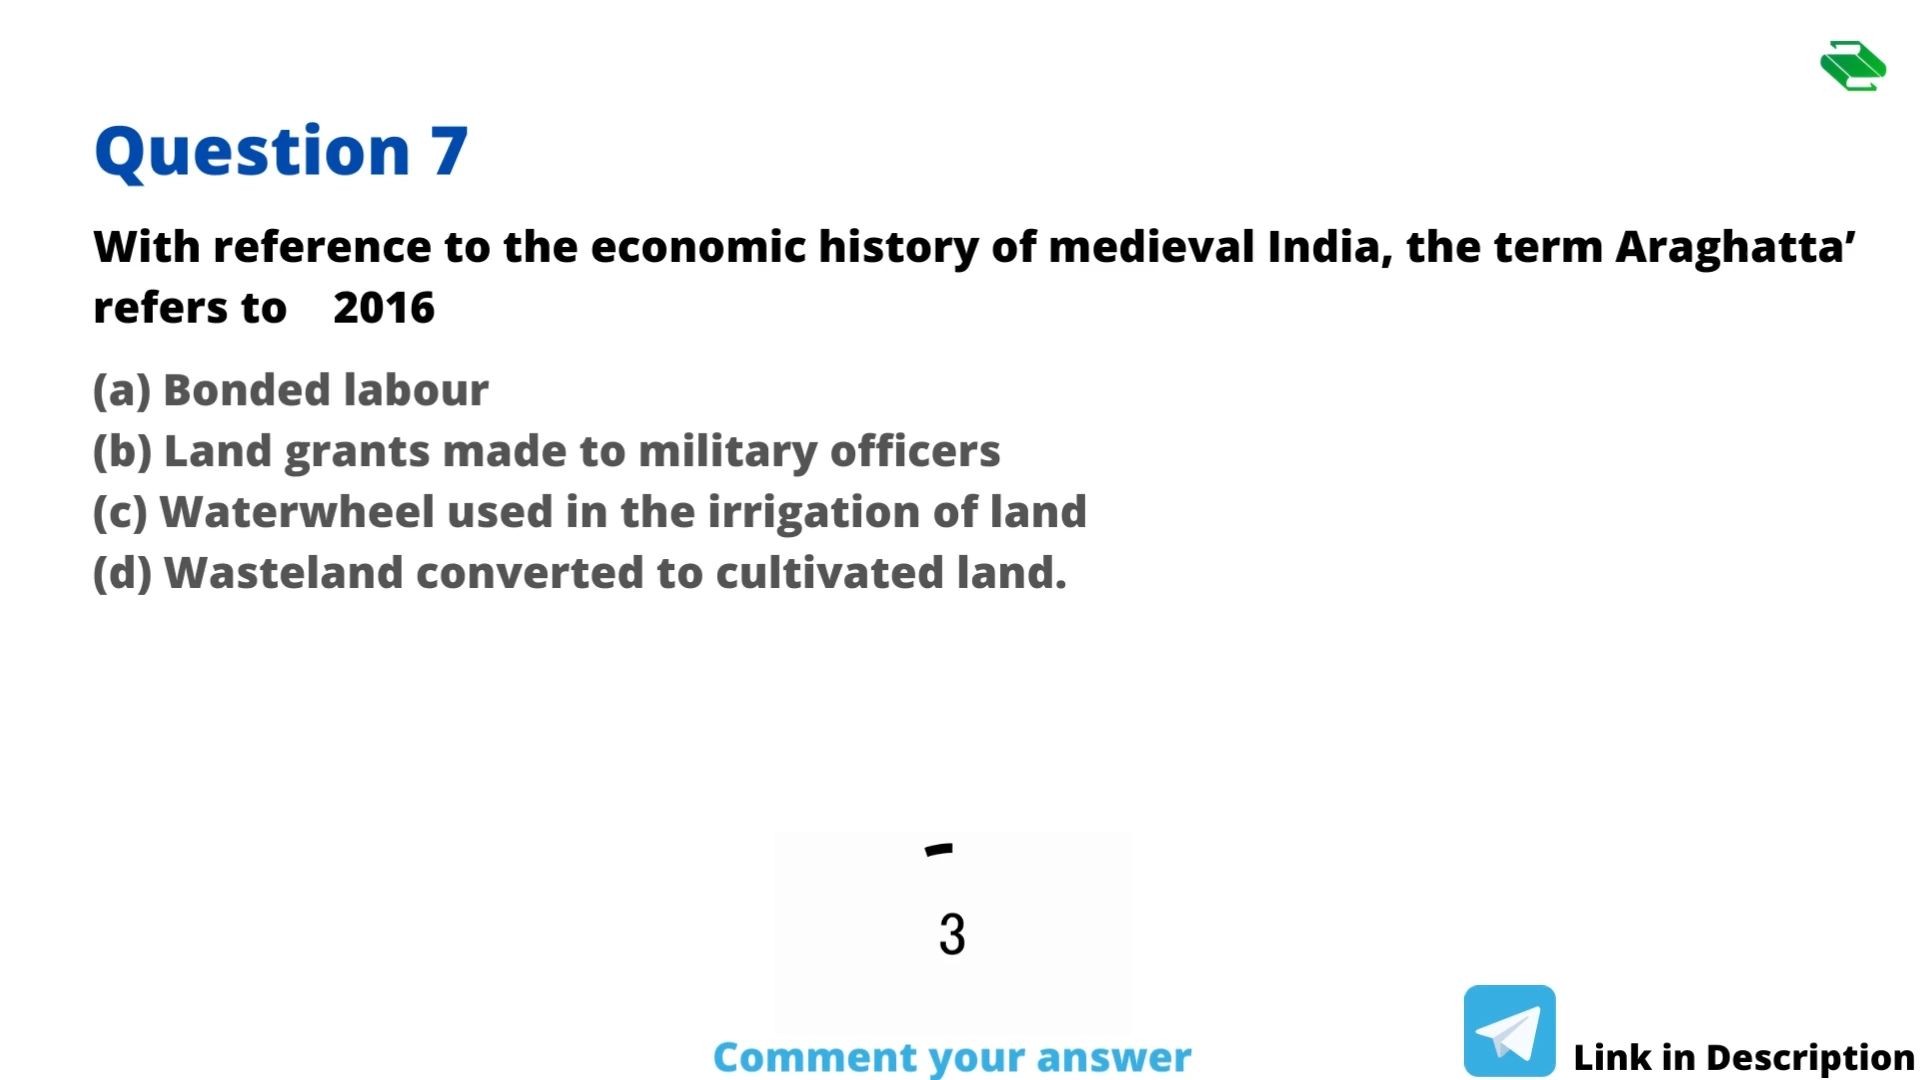 Question 7
With reference to the economic history of medieval India, the term Araghatta’
refers to 2016
(a) Bonded labour
(b) Land grants made to military officers
(c) Waterwheel used in the irrigation of land
(d) Wasteland converted to cultivated land.
3
Comment your answer
Link in Description